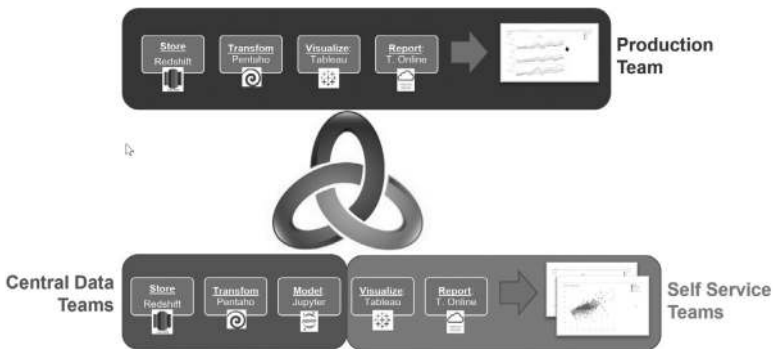 Store
Redshift
Transfom
Pentaho
Visualize:
Tableau
Report:
T. Online
Production
Team
Central Data
Teams
Store
Redshift
Transfom
Pentaho
Model:
Jupyter
Visualize:
Tableau
Report:
T. Online
Self Service
Teams